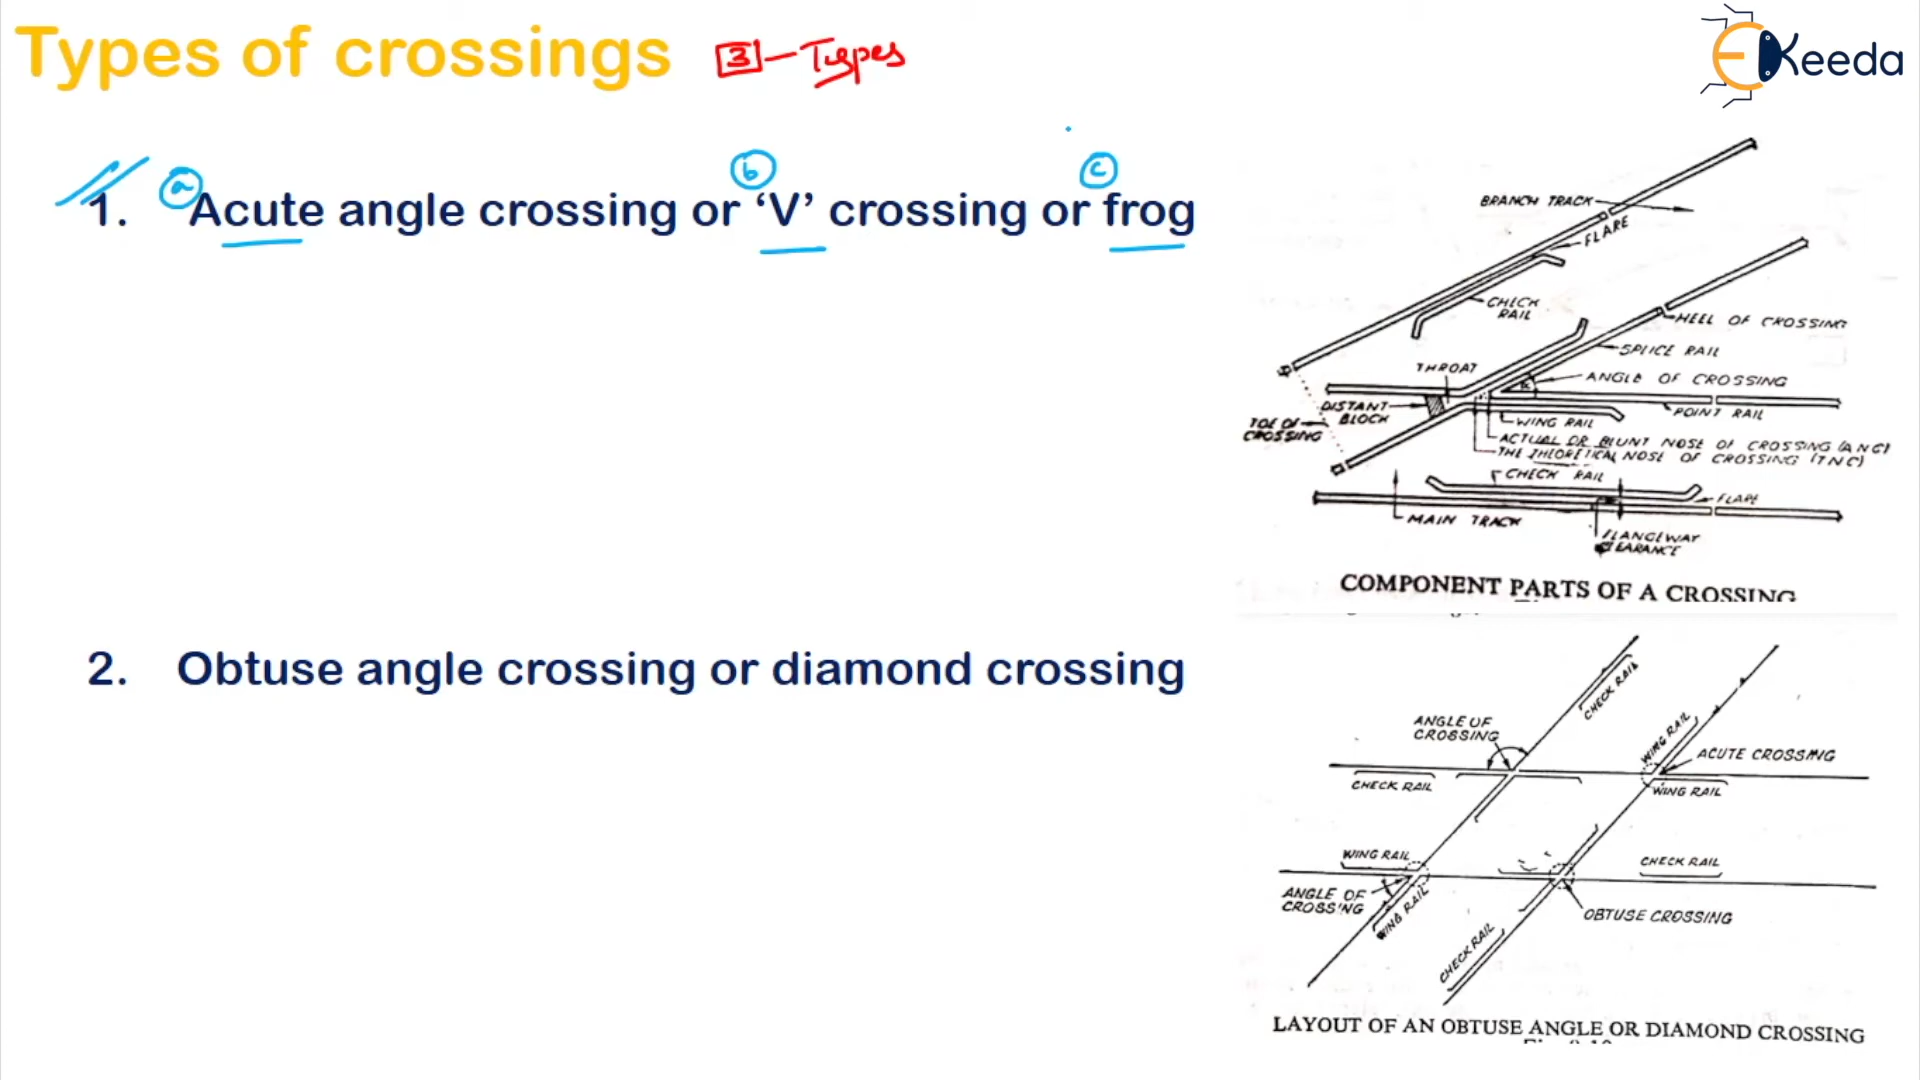 Types of crossings
3 - Types
EKeeda
a
b
c
1. Acute angle crossing or ‘V’ crossing or frog
BRANCH TRACK
FLARE
CHECK
RAIL
HEEL OF CROSSING
SPLICE RAIL
THROAT
ANGLE OF CROSSING
DISTANT
BLOCK
POINT RAIL
TOE OF
CROSSING
WING RAIL
ACTUAL OR BLUNT NOSE OF CROSSING (ANC)
THE THEORETICAL NOSE OF CROSSING (TNC)
CHECK RAIL
FLARE
MAIN TRACK
FLANGEWAY
CLEARANCE
COMPONENT PARTS OF A CROSSING
2. Obtuse angle crossing or diamond crossing
CHECK RAIL
ANGLE OF
CROSSING
WING RAIL
ACUTE CROSSING
CHECK RAIL
WING RAIL
WING RAIL
CHECK RAIL
ANGLE OF
CROSSING
WING RAIL
OBTUSE CROSSING
CHECK RAIL
LAYOUT OF AN OBTUSE ANGLE OR DIAMOND CROSSING